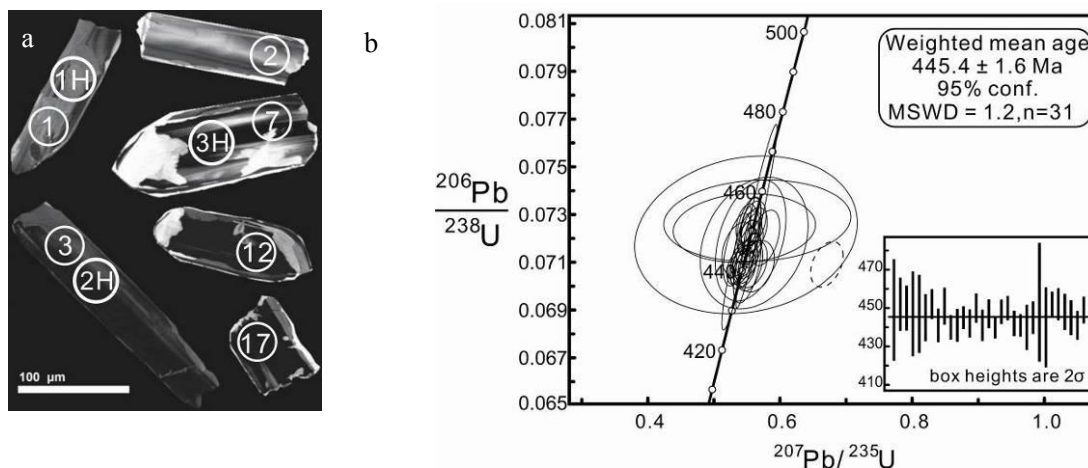 a
1H
1
2
3H
7
3
2H
12
17
100 µm
b
0.081
0.079
0.077
0.075
0.073
0.071
0.069
0.067
0.065
206Pb
238U
500
480
460
440
420
Weighted mean age
445.4 ± 1.6 Ma
95% conf.
MSWD = 1.2,n=31
470
450
430
410
box heights are 2σ
0.4 0.6 0.8 1.0
207Pb/ 235U